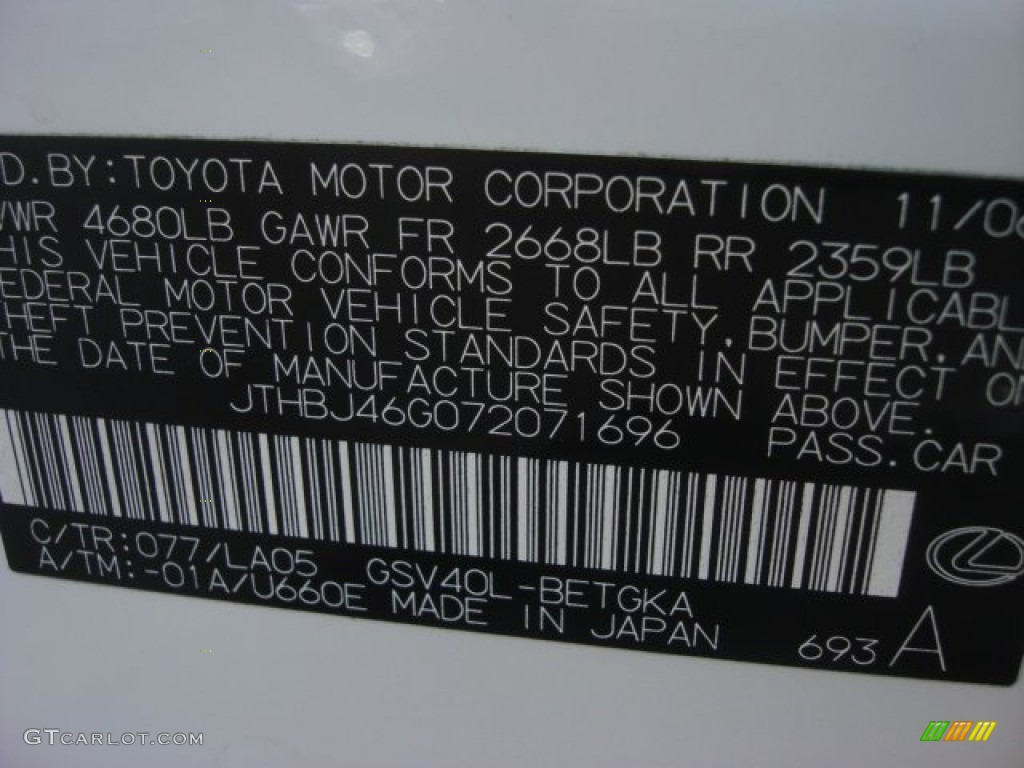 D.BY:TOYOTA MOTOR CORPORATION 11/06
VWR 4680LB GAWR FR 2668LB RR 2359LB
HIS VEHICLE CONFORMS TO ALL APPLICABL
EDERAL MOTOR VEHICLE SAFETY,BUMPER,AN
HEFT PREVENTION STANDARDS IN EFFECT ON
THE DATE OF MANUFACTURE SHOWN ABOVE.
JTHBJ46G072071696 PASS.CAR
C/TR:077/LA05 GSV40L-BETGKA
A/TM:-01A/U660E MADE IN JAPAN 693 A
GTCARLOT.COM